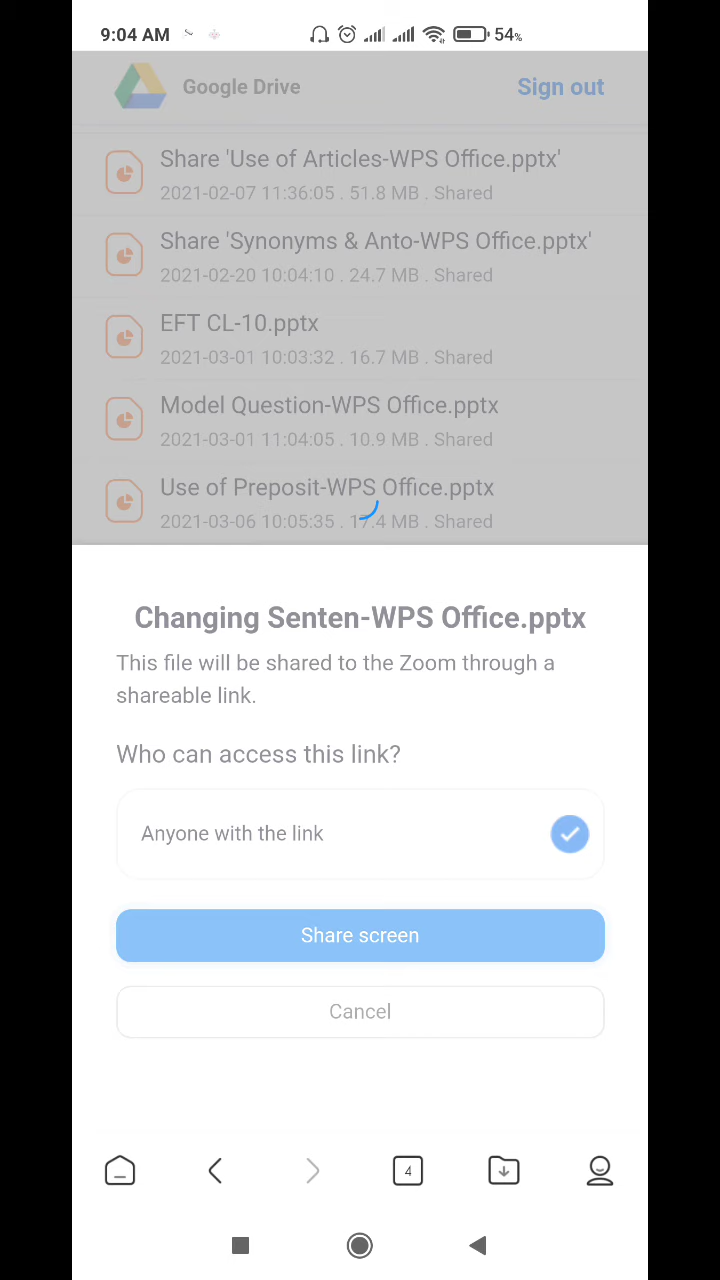 9:04 AM
54%
Google Drive
Sign out
Share 'Use of Articles-WPS Office.pptx'
2021-02-07 11:36:05 . 51.8 MB . Shared
Share 'Synonyms & Anto-WPS Office.pptx'
2021-02-20 10:04:10 . 24.7 MB . Shared
EFT CL-10.pptx
2021-03-01 10:03:32 . 16.7 MB . Shared
Model Question-WPS Office.pptx
2021-03-01 11:04:05 . 10.9 MB . Shared
Use of Preposit-WPS Office.pptx
2021-03-06 10:05:35 . 17.4 MB . Shared
Changing Senten-WPS Office.pptx
This file will be shared to the Zoom through a
shareable link.
Who can access this link?
Anyone with the link
Share screen
Cancel
4